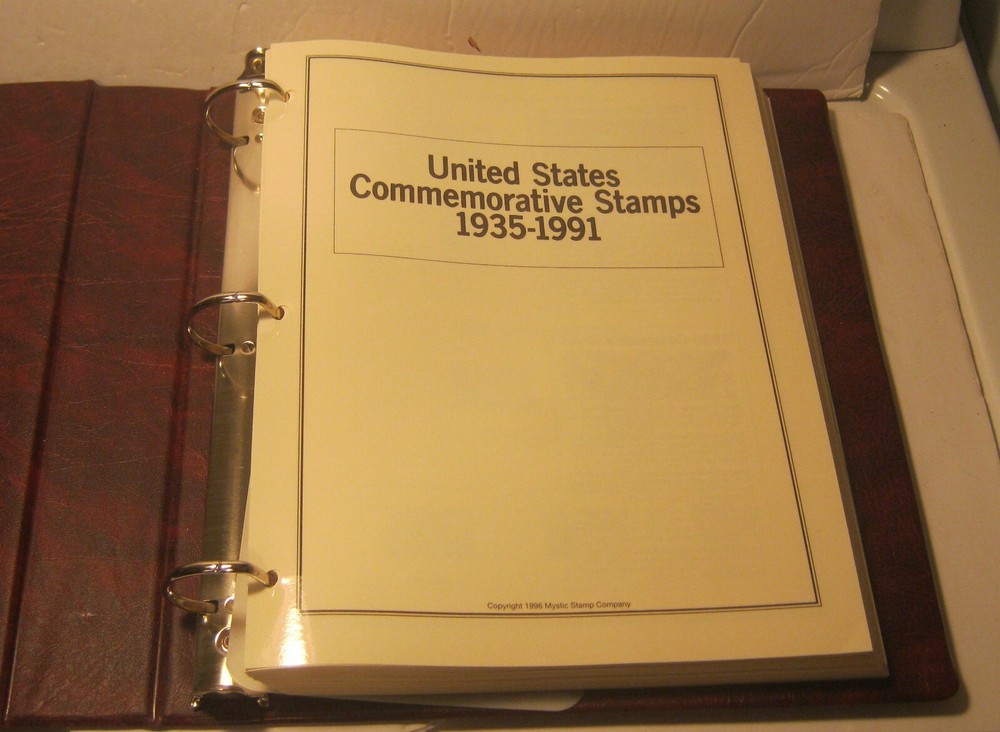 United States
Commemorative Stamps
1935-1991
Copyright 1996 Mystic Stamp Company